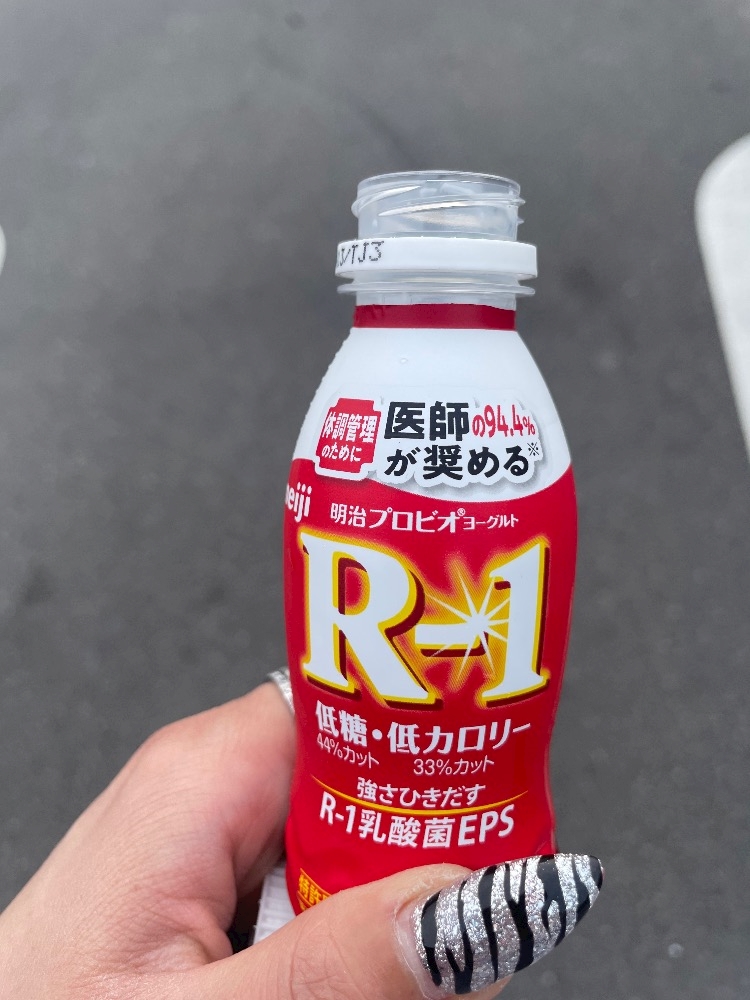 体調管理
のために
医師の94.4%
が奨める※
meiji
明治プロビオ®ヨーグルト
R-1
低糖・低カロリー
44%カット 33%カット
強さひきだす
R-1乳酸菌EPS
特許